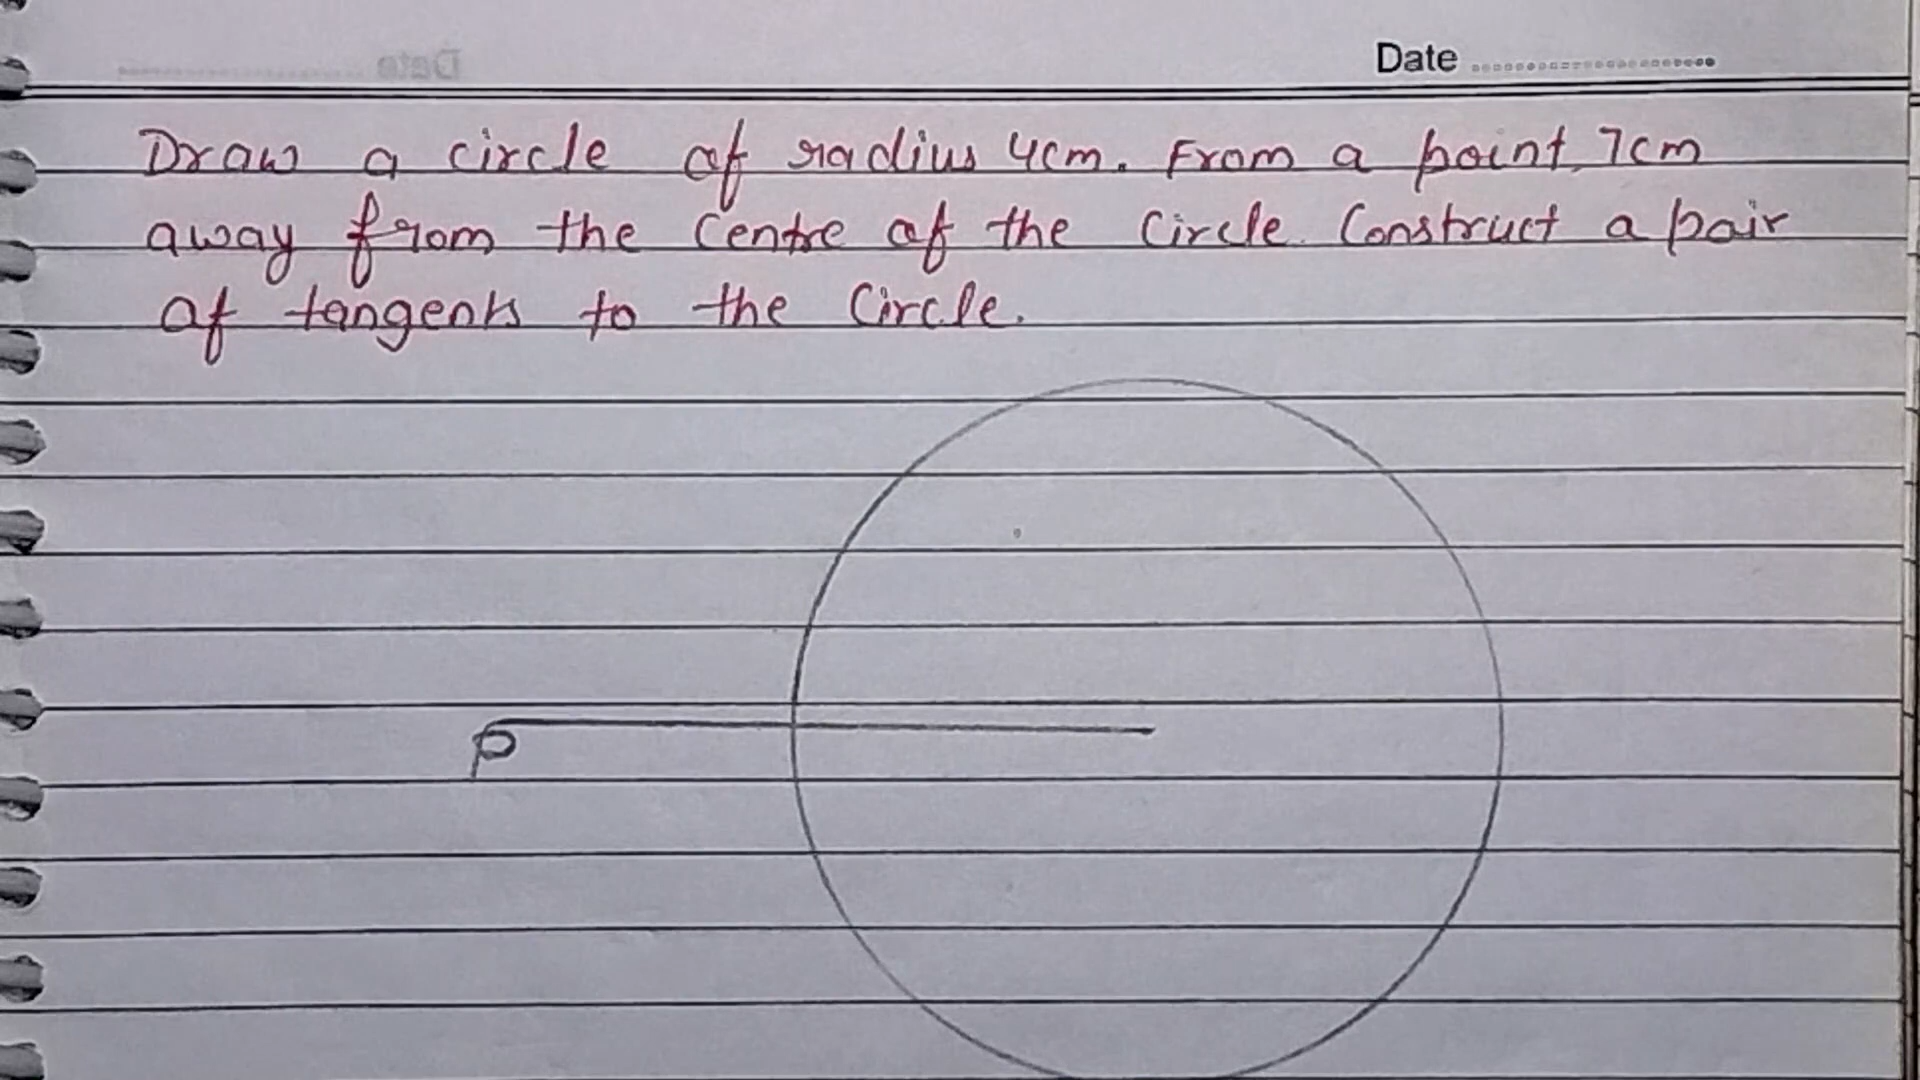 Date
Draw a circle of radius 4cm. From a point 7cm
away from the centre of the circle. Construct a pair
of tangents to the circle.
P